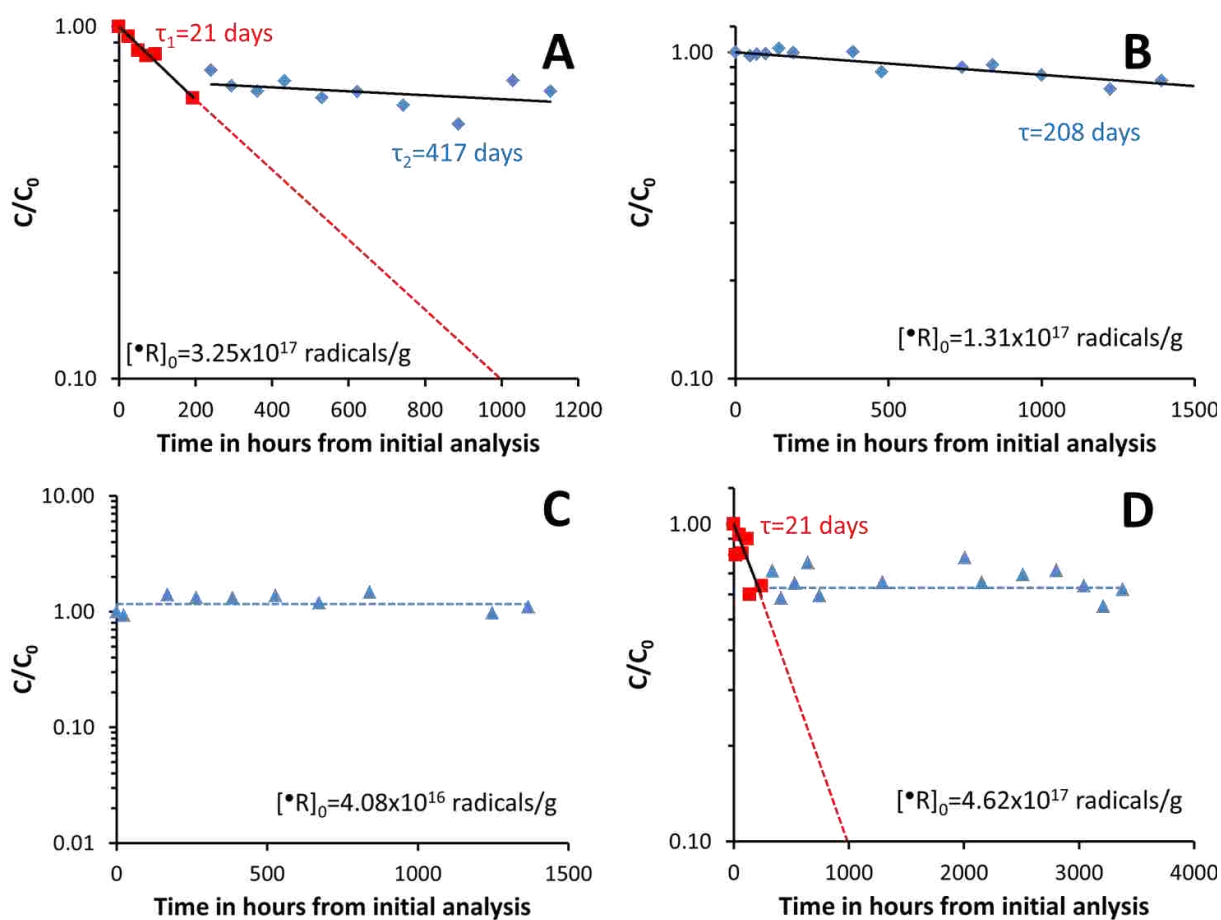 A
τ₁=21 days
τ₂=417 days
[•R]₀=3.25x10¹⁷ radicals/g
C/C₀
1.00
0.10
0 200 400 600 800 1000 1200
Time in hours from initial analysis
B
τ=208 days
[•R]₀=1.31x10¹⁷ radicals/g
C/C₀
1.00
0.10
0 500 1000 1500
Time in hours from initial analysis
C
[•R]₀=4.08x10¹⁶ radicals/g
C/C₀
10.00
1.00
0.10
0.01
0 500 1000 1500
Time in hours from initial analysis
D
τ=21 days
[•R]₀=4.62x10¹⁷ radicals/g
C/C₀
1.00
0.10
0 1000 2000 3000 4000
Time in hours from initial anlysis